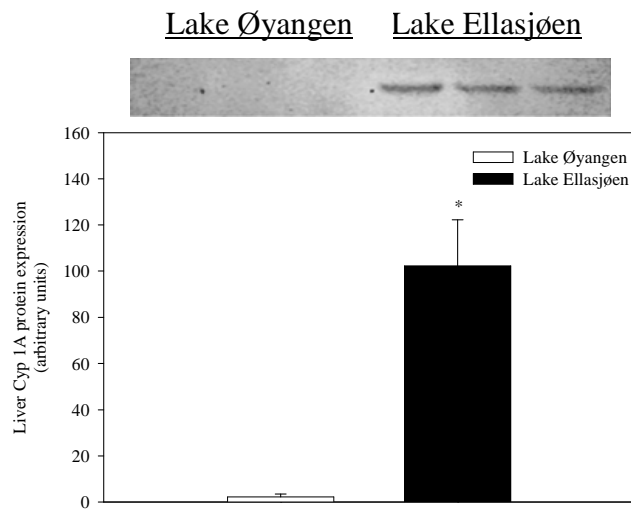 Lake Øyangen Lake Ellasjøen
160
140
120
100
80
60
40
20
0
Liver Cyp 1A protein expression
(arbitrary units)
Lake Øyangen
Lake Ellasjøen
*